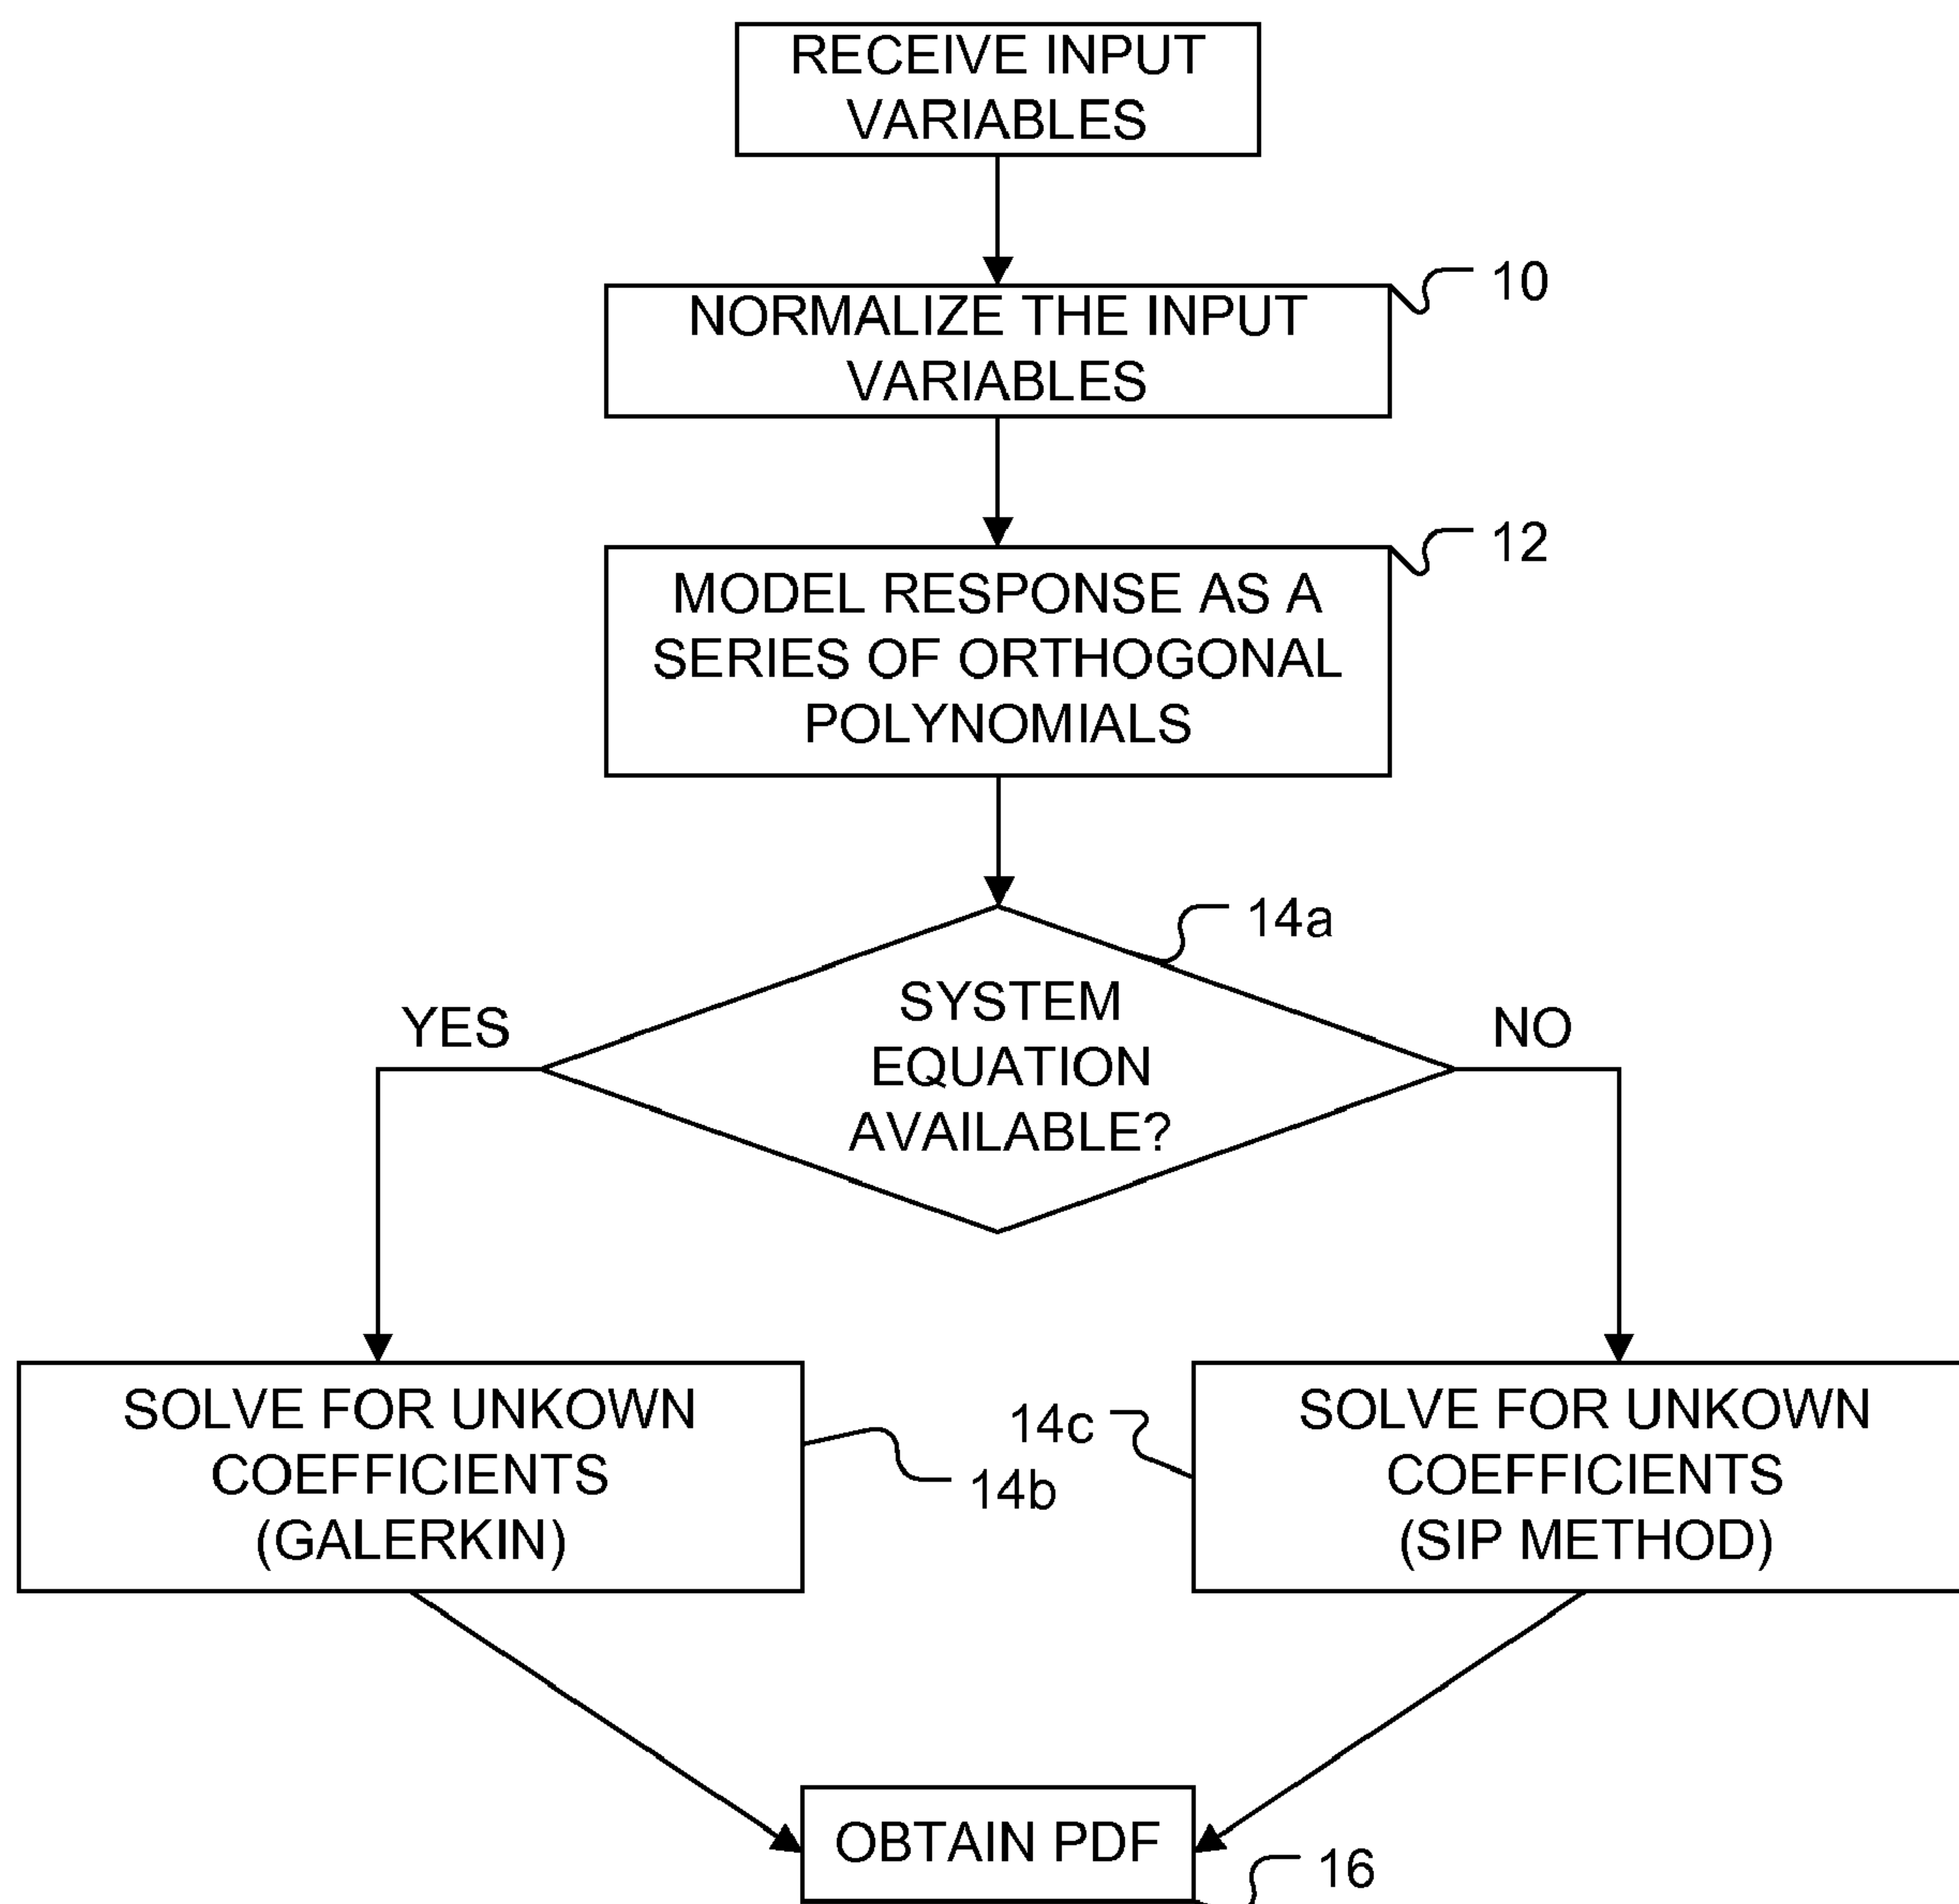 RECEIVE INPUT
VARIABLES
10
NORMALIZE THE INPUT
VARIABLES
12
MODEL RESPONSE AS A
SERIES OF ORTHOGONAL
POLYNOMIALS
14a
SYSTEM
EQUATION
AVAILABLE?
YES
NO
SOLVE FOR UNKOWN
COEFFICIENTS
(GALERKIN)
14b
14c
SOLVE FOR UNKOWN
COEFFICIENTS
(SIP METHOD)
OBTAIN PDF
16